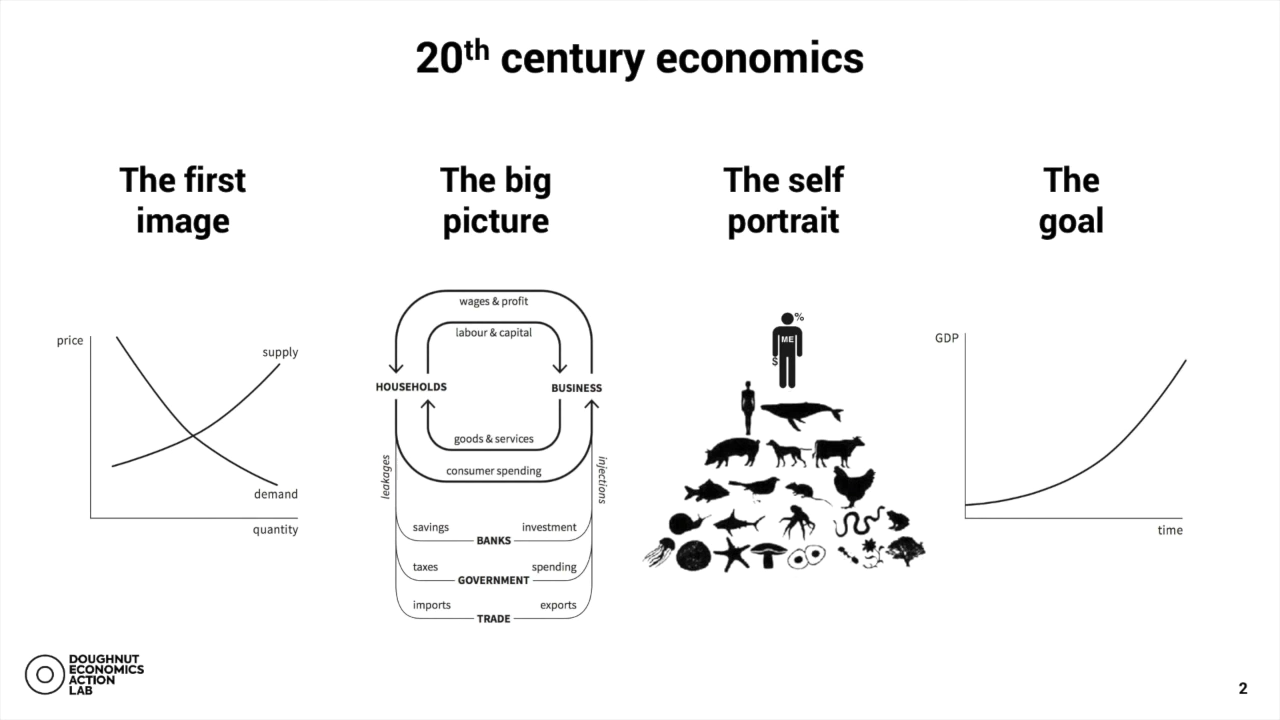 20th century economics
The first
image
The big
picture
The self
portrait
The
goal
price
supply
demand
quantity
wages & profit
labour & capital
HOUSEHOLDS
BUSINESS
goods & services
consumer spending
leakages
injections
savings
investment
BANKS
taxes
spending
GOVERNMENT
imports
exports
TRADE
%
ME
$
GDP
time
DOUGHNUT
ECONOMICS
ACTION
LAB
2